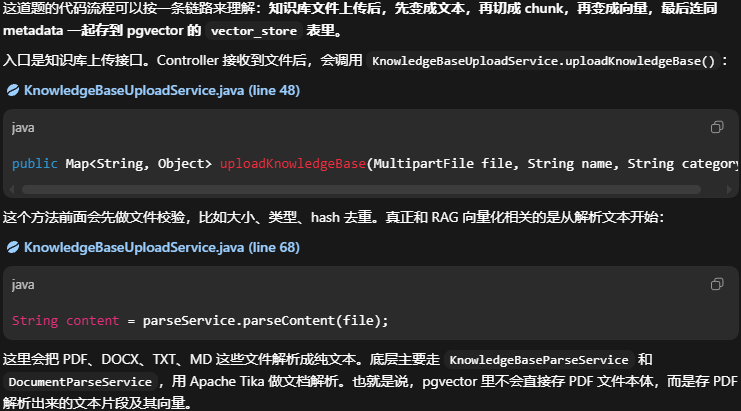 这道题的代码流程可以按一条链路来理解：知识库文件上传后，先变成文本，再切成 chunk，再变成向量，最后连同
metadata 一起存到 pgvector 的 vector_store 表里。
入口是知识库上传接口。Controller 接收到文件后，会调用 KnowledgeBaseUploadService.uploadKnowledgeBase()：
KnowledgeBaseUploadService.java (line 48)
java
public Map<String, Object> uploadKnowledgeBase(MultipartFile file, String name, String category
这个方法前面会先做文件校验，比如大小、类型、hash 去重。真正和 RAG 向量化相关的是从解析文本开始：
KnowledgeBaseUploadService.java (line 68)
java
String content = parseService.parseContent(file);
这里会把 PDF、DOCX、TXT、MD 这些文件解析成纯文本。底层主要走 KnowledgeBaseParseService 和
DocumentParseService，用 Apache Tika 做文档解析。也就是说，pgvector 里不会直接存 PDF 文件本体，而是存 PDF
解析出来的文本片段及其向量。